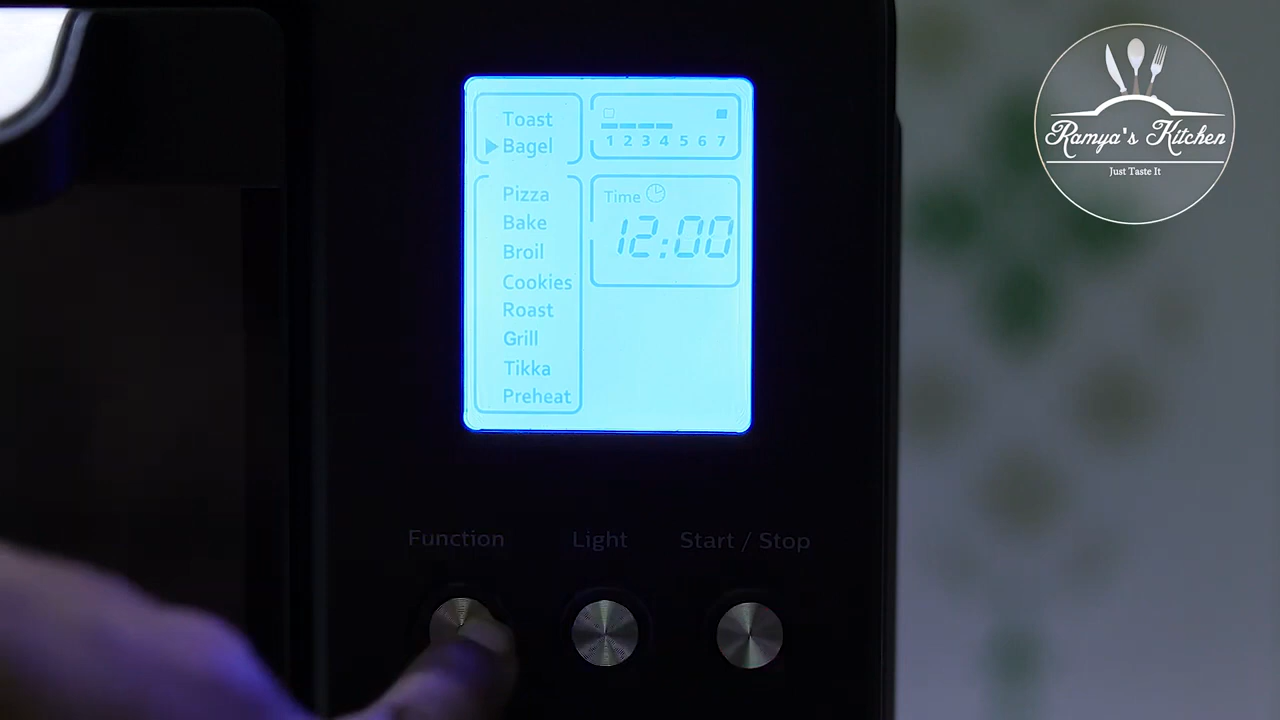 Toast
Bagel
Pizza
Bake
Broil
Cookies
Roast
Grill
Tikka
Preheat
1 2 3 4 5 6 7
Time
12:00
Function
Light
Start / Stop
Ramya's Kitchen
Just Taste It